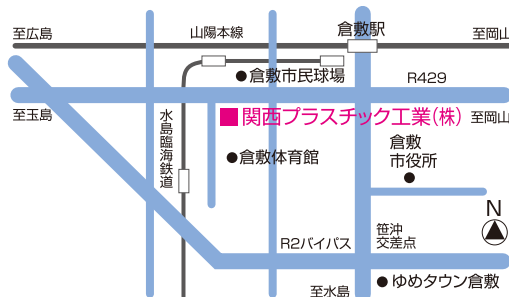 至広島
山陽本線
倉敷駅
至岡山
倉敷市民球場
R429
至玉島
関西プラスチック工業(株)
至岡山
水島臨海鉄道
倉敷体育館
倉敷
市役所
N
R2バイパス
笹沖
交差点
ゆめタウン倉敷
至水島